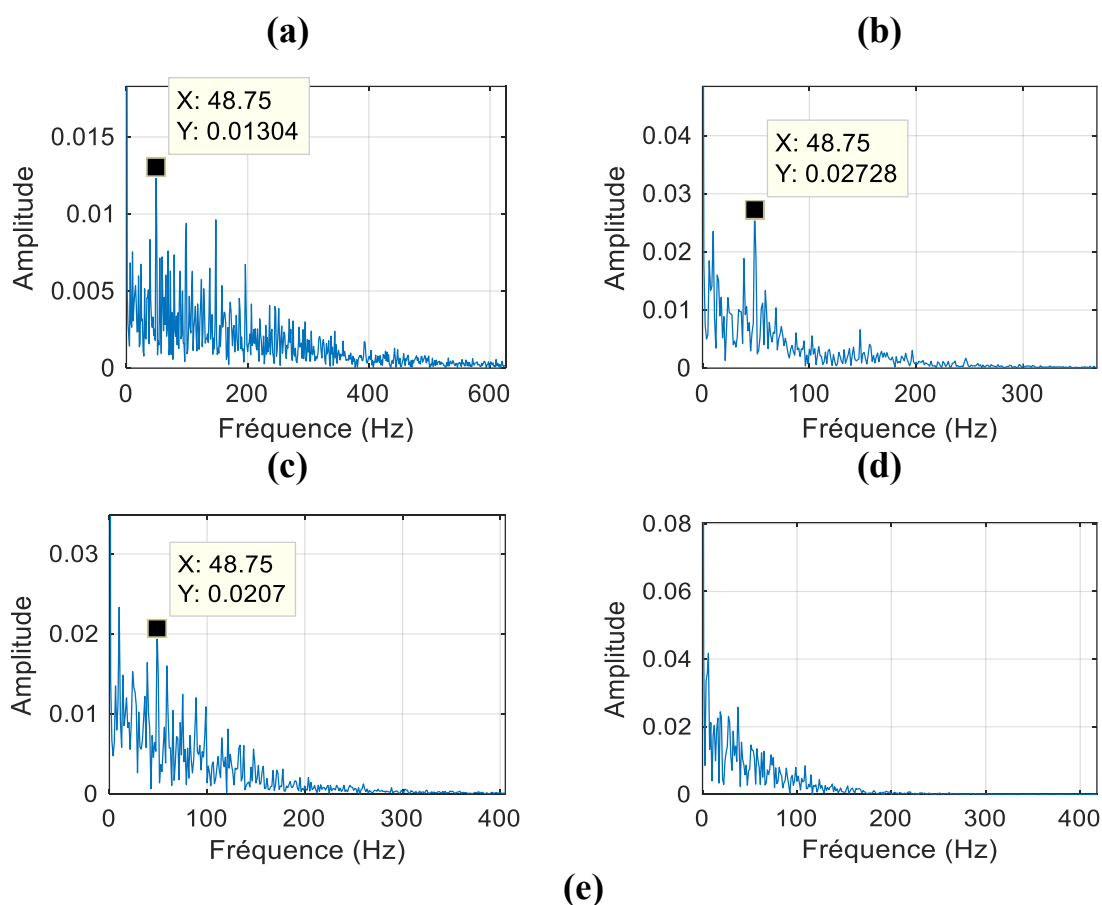 (a)
(b)
X: 48.75
Y: 0.01304
0.015
0.01
0.005
0
Amplitude
0
200
400
600
Fréquence (Hz)
X: 48.75
Y: 0.02728
0.04
0.03
0.02
0.01
0
Amplitude
0
100
200
300
Fréquence (Hz)
(c)
(d)
X: 48.75
Y: 0.0207
0.03
0.02
0.01
0
Amplitude
0
100
200
300
400
Fréquence (Hz)
0.08
0.06
0.04
0.02
0
Amplitude
0
100
200
300
400
Fréquence (Hz)
(e)